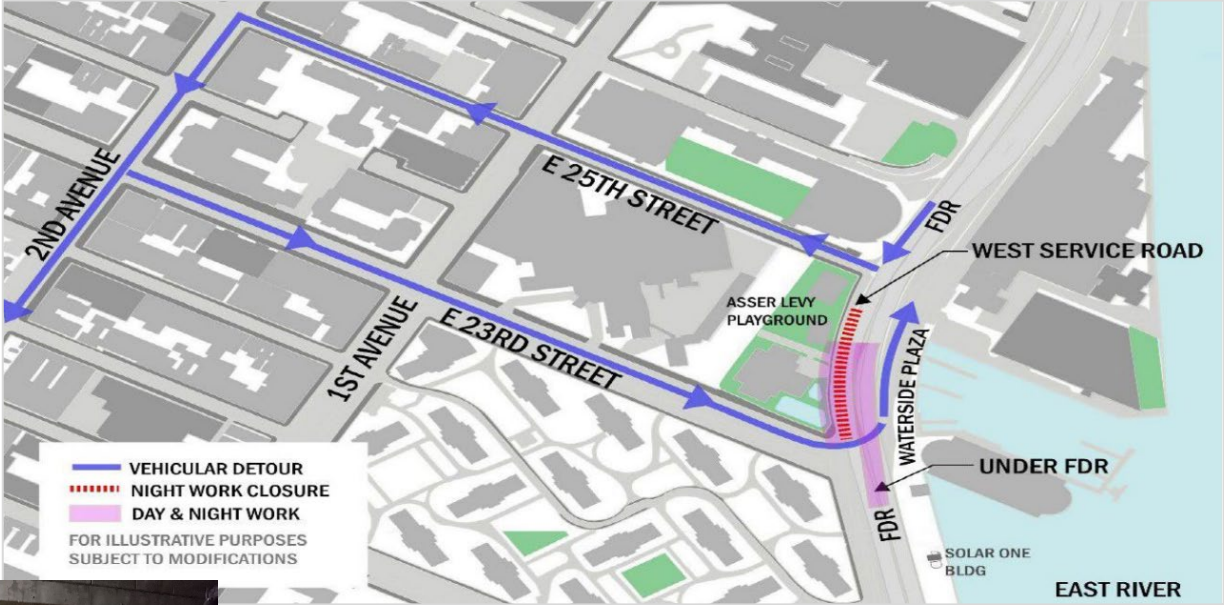 2ND AVENUE
1ST AVENUE
E 25TH STREET
E 23RD STREET
FDR
WEST SERVICE ROAD
ASSER LEVY
PLAYGROUND
WATERSIDE PLAZA
UNDER FDR
FDR
SOLAR ONE
BLDG
EAST RIVER
VEHICULAR DETOUR
NIGHT WORK CLOSURE
DAY & NIGHT WORK
FOR ILLUSTRATIVE PURPOSES
SUBJECT TO MODIFICATIONS